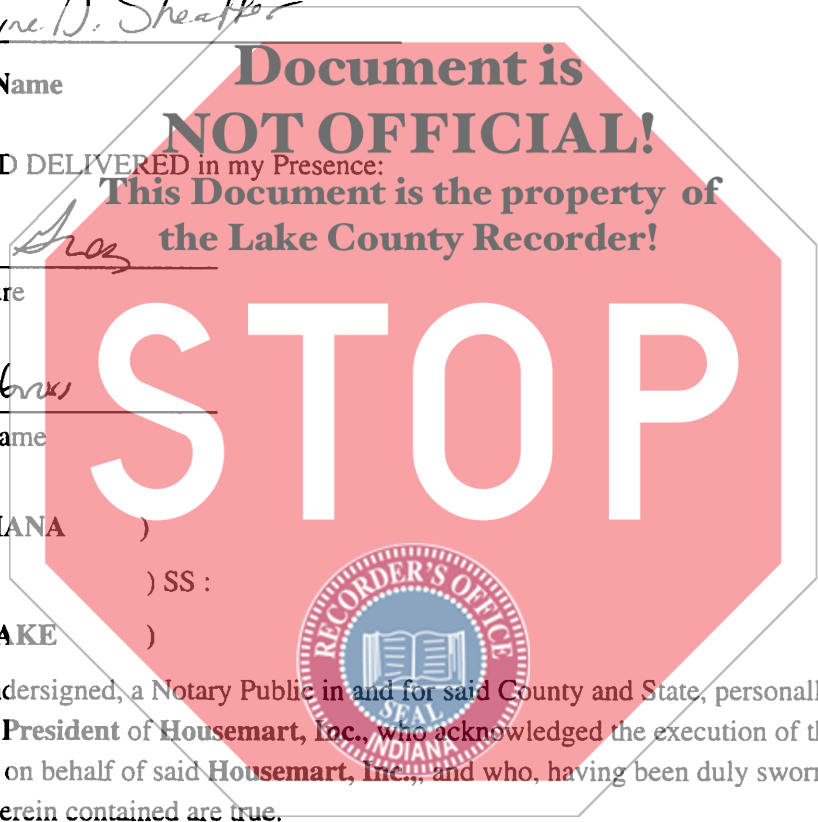 D. Sheaffer
Document is
Name
NOT OFFICIAL!
D DELIVERED in my Presence:
This Document is the property of
the Lake County Recorder!
re
STOP
ame
IANA )
) SS :
RECORDER'S OFFICE
AKE )
dersigned, a Notary Public in and for said County and State, personall
SEAL
President of Housemart, Inc., who acknowledged the execution of th
INDIANA
on behalf of said Housemart, Inc.,, and who, having been duly sworn
erein contained are true.